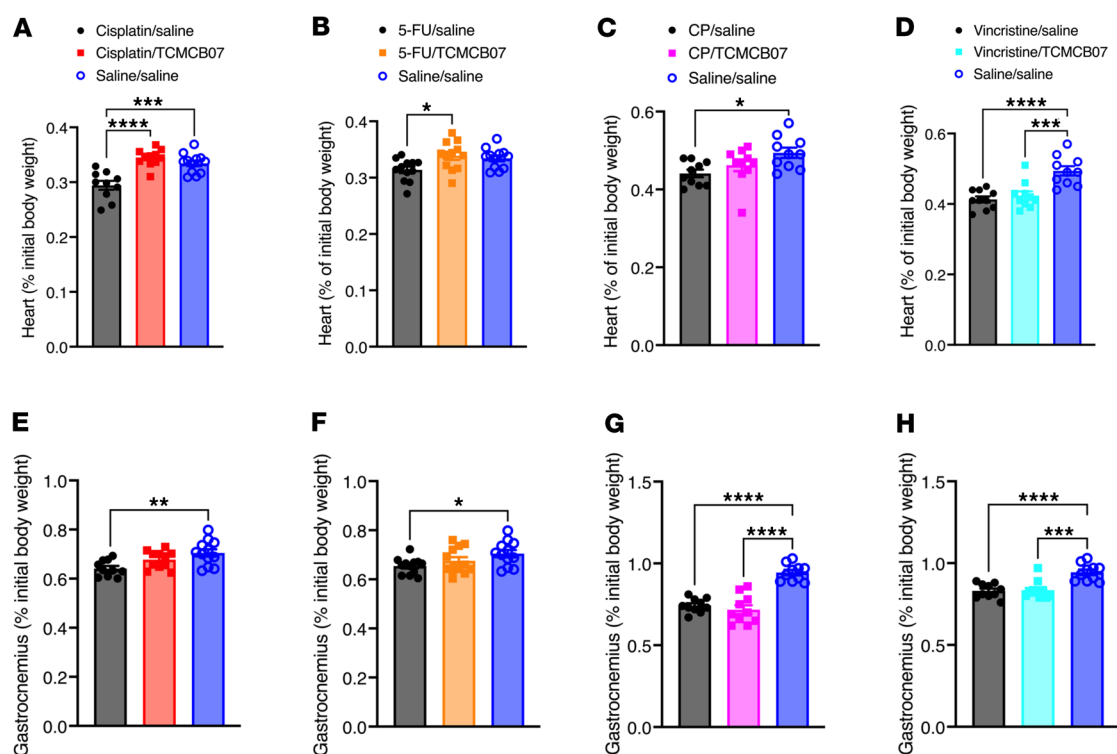 A
Cisplatin/saline
Cisplatin/TCMCB07
Saline/saline
***
****
Heart (% initial body weight)
0.4
0.3
0.2
0.1
0.0
B
5-FU/saline
5-FU/TCMCB07
Saline/saline
*
Heart (% of initial body weight)
0.4
0.3
0.2
0.1
0.0
C
CP/saline
CP/TCMCB07
Saline/saline
*
Heart (% of initial body weight)
0.6
0.4
0.2
0.0
D
Vincristine/saline
Vincristine/TCMCB07
Saline/saline
****
***
Heart (% of initial body weight)
0.6
0.4
0.2
0.0
E
**
Gastrocnemius (% initial body weight)
1.0
0.8
0.6
0.4
0.2
0.0
F
*
Gastrocnemius (% initial body weight)
1.0
0.8
0.6
0.4
0.2
0.0
G
****
****
Gastrocnemius (% initial body weight)
1.5
1.0
0.5
0.0
H
****
***
Gastrocnemius (% initial body weight)
1.5
1.0
0.5
0.0